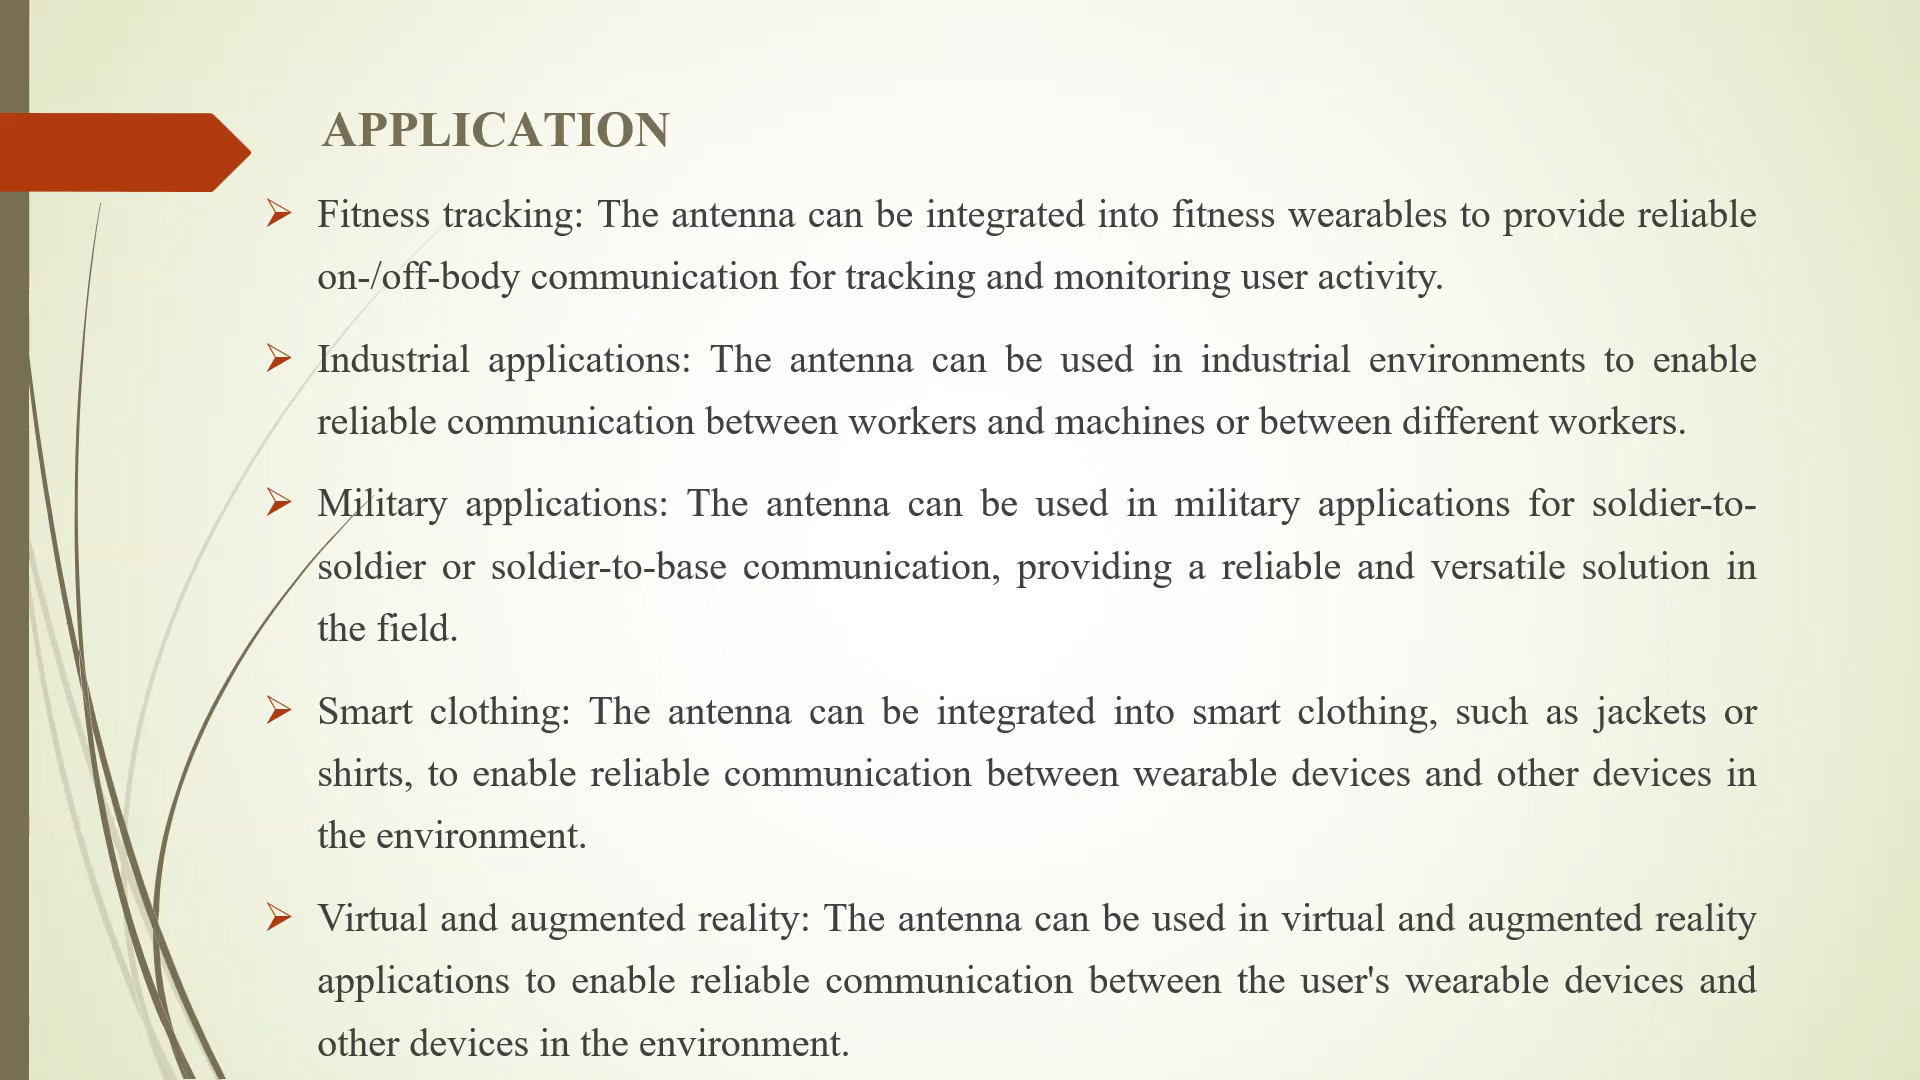 APPLICATION
Fitness tracking: The antenna can be integrated into fitness wearables to provide reliable
on-/off-body communication for tracking and monitoring user activity.
Industrial applications: The antenna can be used in industrial environments to enable
reliable communication between workers and machines or between different workers.
Military applications: The antenna can be used in military applications for soldier-to-
soldier or soldier-to-base communication, providing a reliable and versatile solution in
the field.
Smart clothing: The antenna can be integrated into smart clothing, such as jackets or
shirts, to enable reliable communication between wearable devices and other devices in
the environment.
Virtual and augmented reality: The antenna can be used in virtual and augmented reality
applications to enable reliable communication between the user's wearable devices and
other devices in the environment.